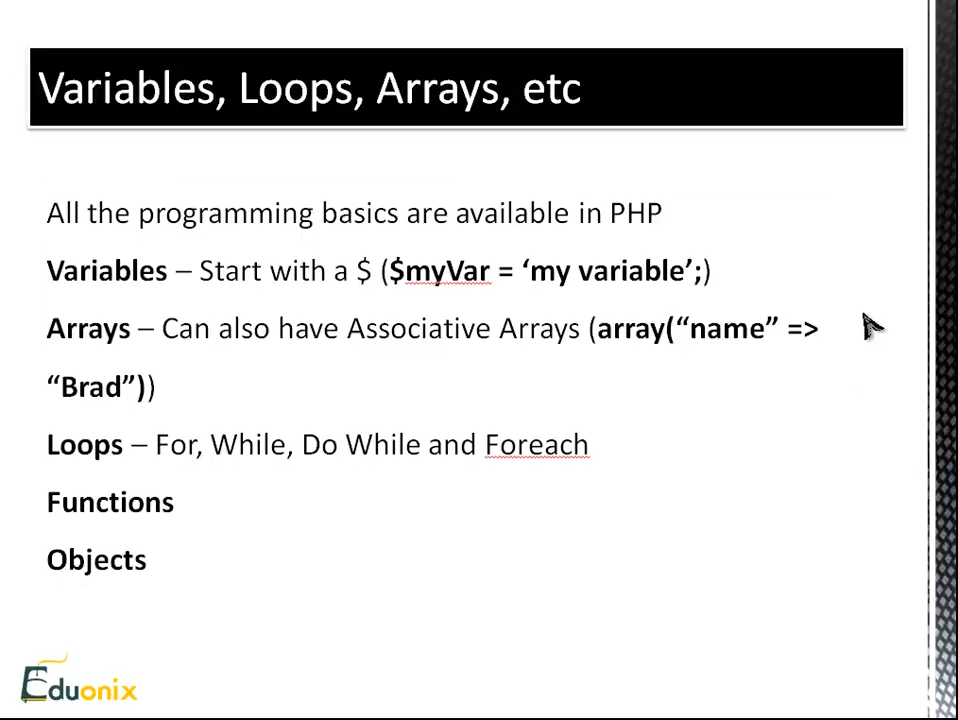 Variables, Loops, Arrays, etc
All the programming basics are available in PHP
Variables – Start with a $ ($myVar = ‘my variable’;)
Arrays – Can also have Associative Arrays (array(“name” =>
“Brad”))
Loops – For, While, Do While and Foreach
Functions
Objects
Eduonix